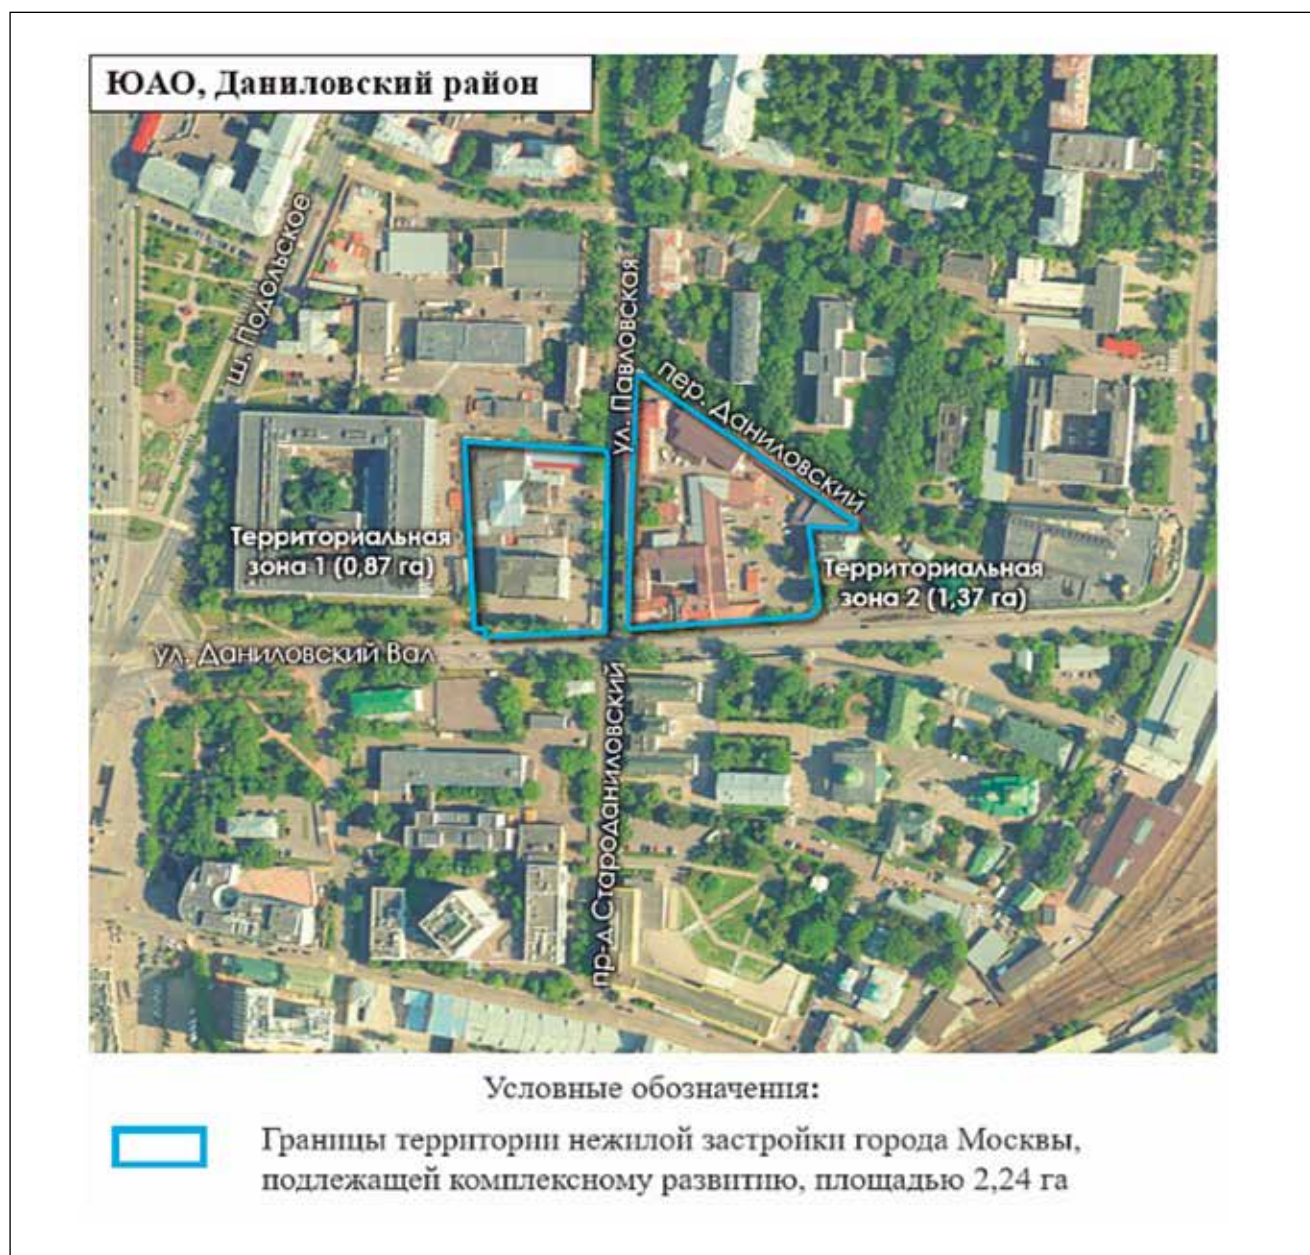 ЮАО, Даниловский район
ш. Подольское
ул. Павловская
пер. Даниловский
Территориальная
зона 1 (0,87 га)
Территориальная
зона 2 (1,37 га)
ул. Даниловский Вал
пр-д.Староданиловский
Условные обозначения:
Границы территории нежилой застройки города Москвы,
подлежащей комплексному развитию, площадью 2,24 га